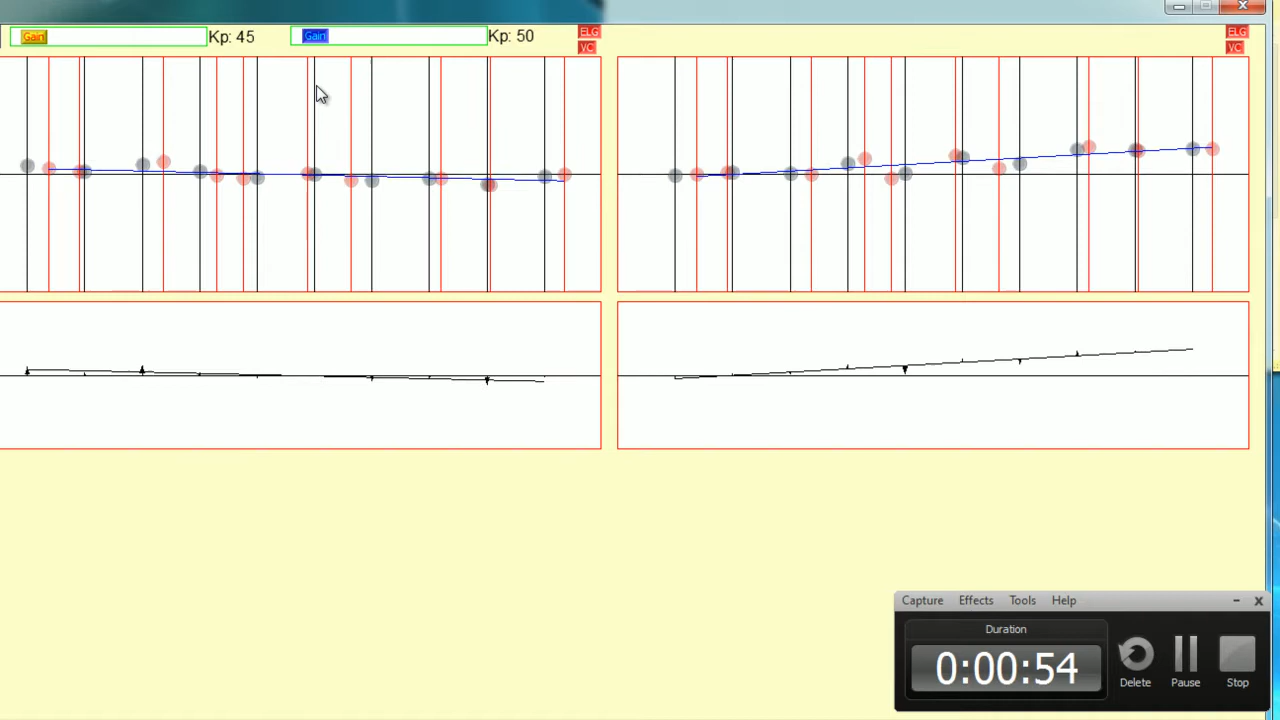 Gain Kp: 45 Gain Kp: 50 ELG ELG
VC VC
Capture Effects Tools Help
Duration
0:00:54
Delete Pause Stop